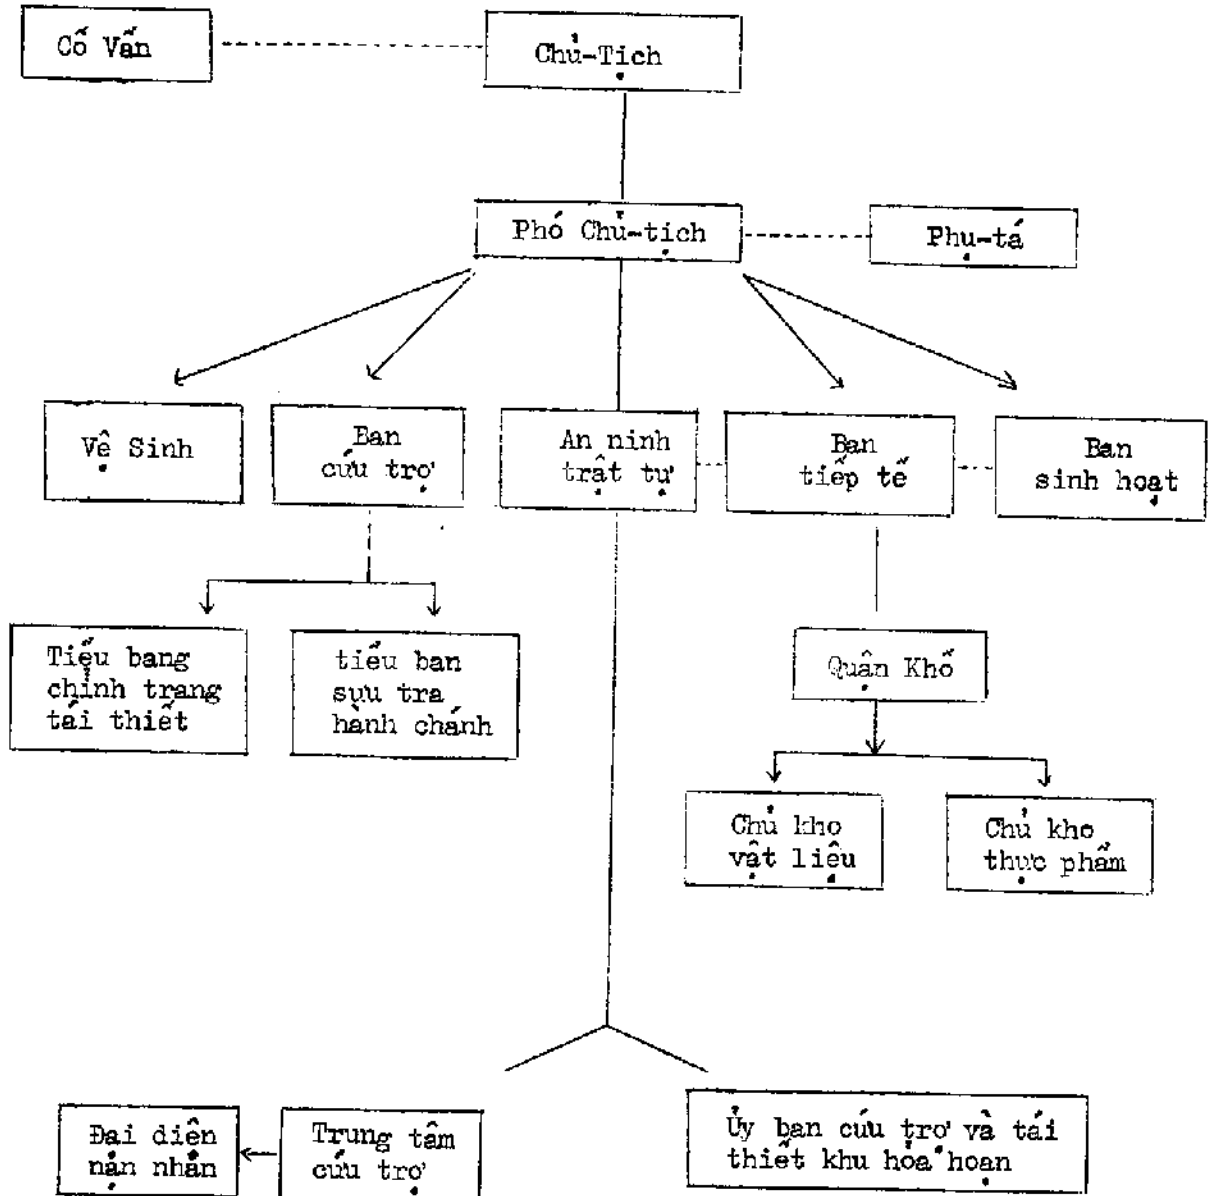 Cố Vấn
Chủ-Tịch
Phó Chủ-tịch
Phụ-tá
Vệ Sinh
Ban
cứu trợ
An ninh
trật tự
Ban
tiếp tế
Ban
sinh hoạt
Tiểu bang
chỉnh trang
tái thiết
tiểu ban
sưu tra
hành chánh
Quận Khố
Chủ kho
vật liệu
Chủ kho
thực phẩm
Đại diện
nạn nhân
Trung tâm
cứu trợ
Ủy ban cứu trợ và tái
thiết khu hỏa hoạn